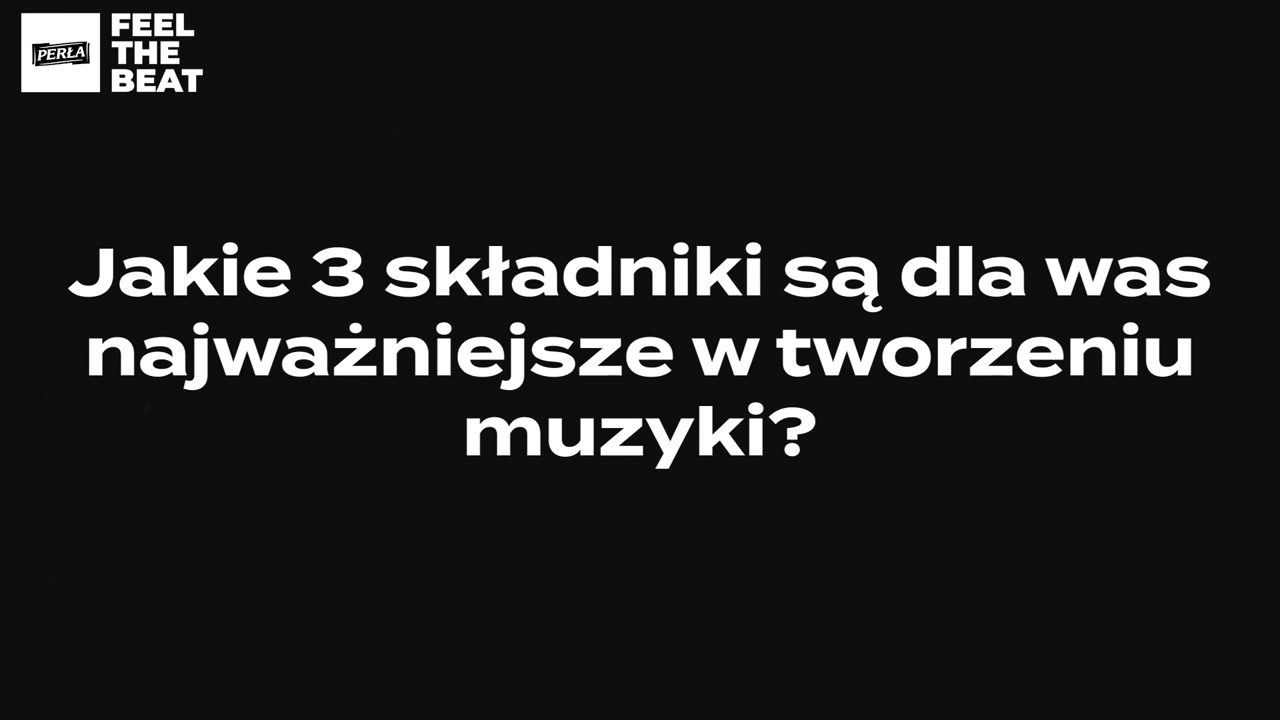 PERŁA
FEEL
THE
BEAT
Jakie 3 składniki są dla was
najważniejsze w tworzeniu
muzyki?